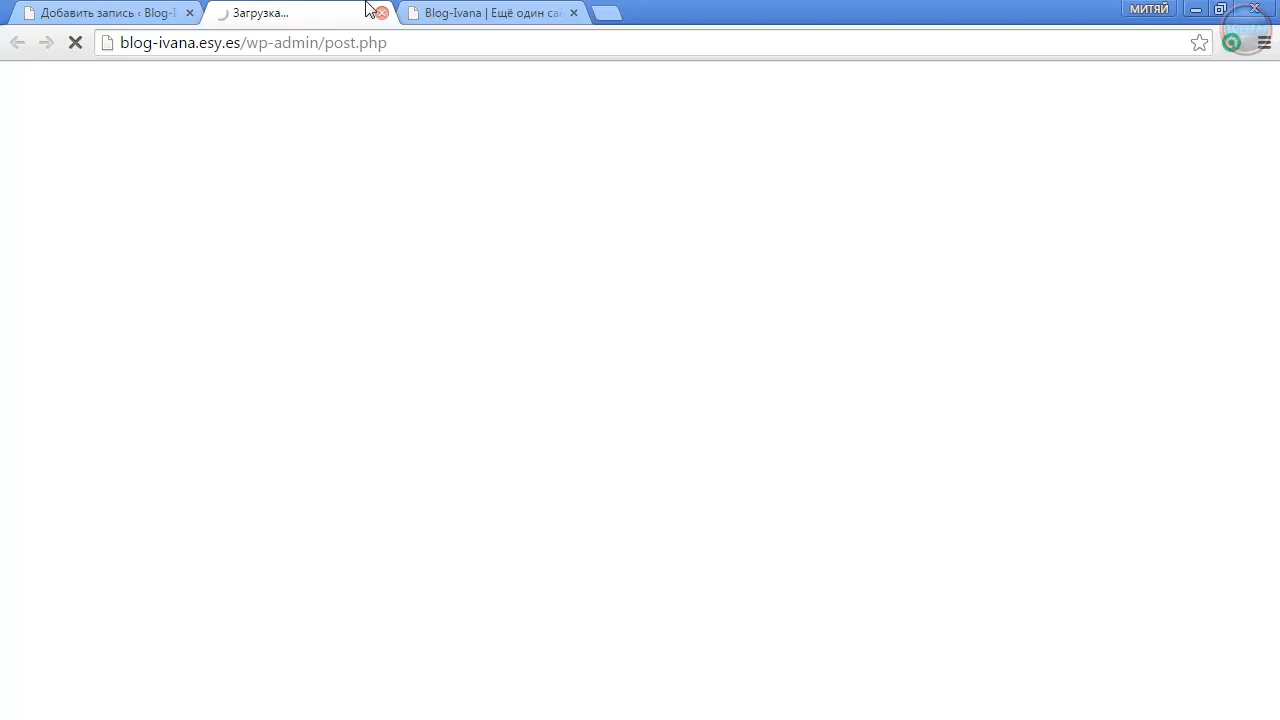 Добавить запись ‹ Blog-I
Загрузка...
Blog-Ivana | Ещё один са
МИТЯЙ
blog-ivana.esy.es/wp-admin/post.php